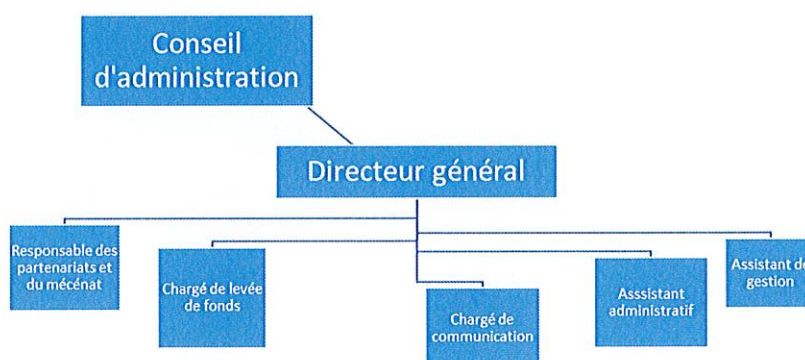 Conseil
d'administration
Directeur général
Responsable des
partenariats et
du mécénat
Chargé de levée
de fonds
Chargé de
communication
Asssistant
administratif
Assistant de
gestion